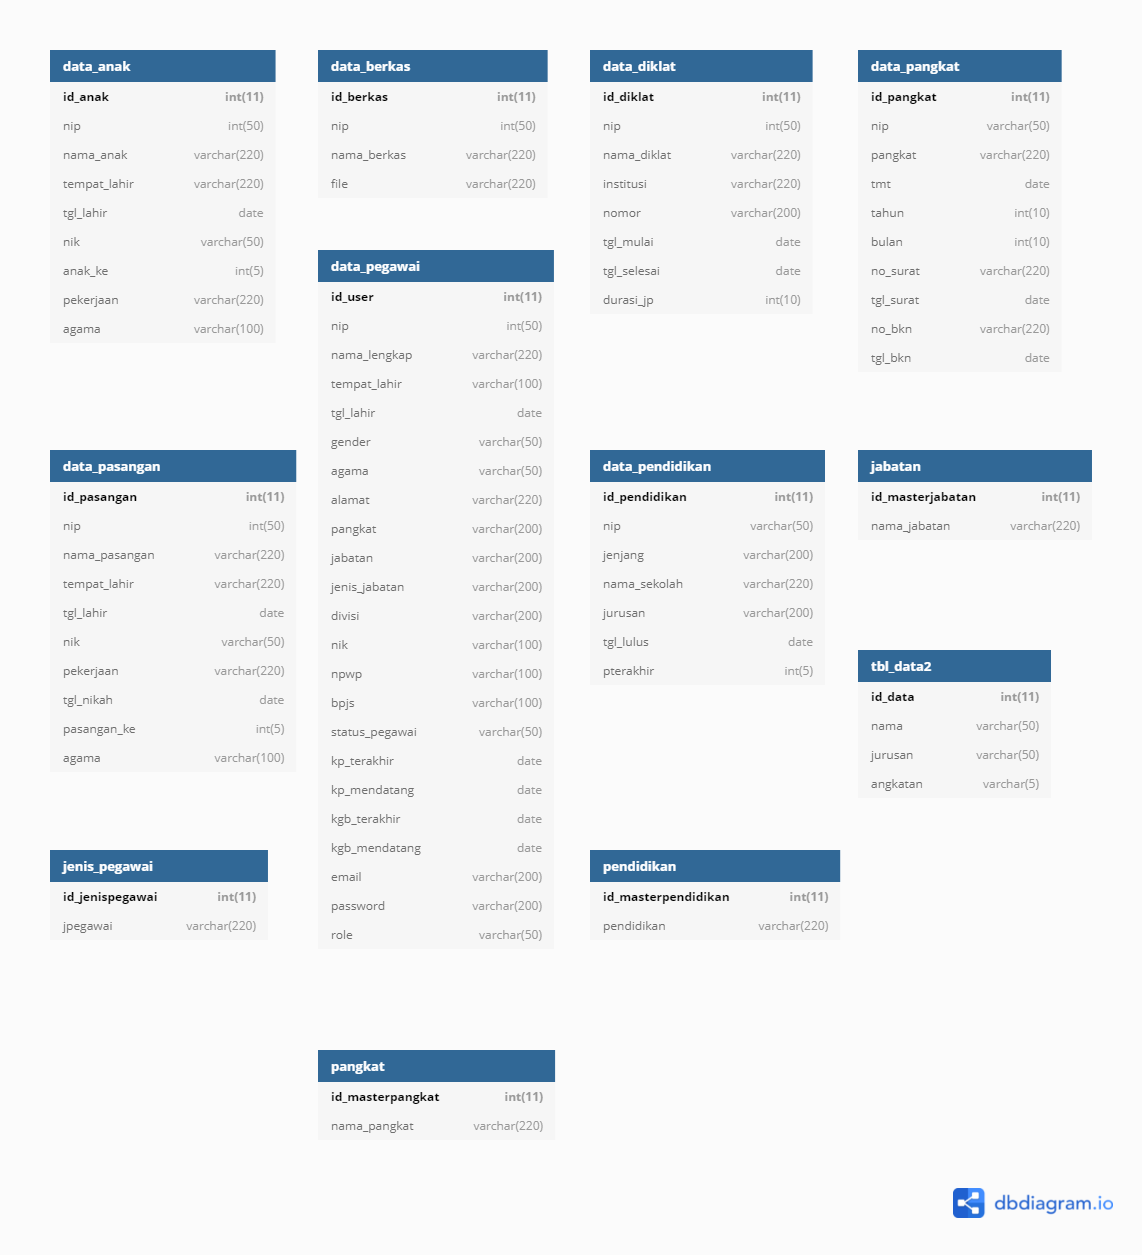 data_anak
id_anak int(11)
nip int(50)
nama_anak varchar(220)
tempat_lahir varchar(220)
tgl_lahir date
nik varchar(50)
anak_ke int(5)
pekerjaan varchar(220)
agama varchar(100)
data_berkas
id_berkas int(11)
nip int(50)
nama_berkas varchar(220)
file varchar(220)
data_diklat
id_diklat int(11)
nip int(50)
nama_diklat varchar(220)
institusi varchar(220)
nomor varchar(200)
tgl_mulai date
tgl_selesai date
durasi_jp int(10)
data_pangkat
id_pangkat int(11)
nip varchar(50)
pangkat varchar(220)
tmt date
tahun int(10)
bulan int(10)
no_surat varchar(220)
tgl_surat date
no_bkn varchar(220)
tgl_bkn date
data_pegawai
id_user int(11)
nip int(50)
nama_lengkap varchar(220)
tempat_lahir varchar(100)
tgl_lahir date
gender varchar(50)
agama varchar(50)
alamat varchar(220)
pangkat varchar(200)
jabatan varchar(200)
jenis_jabatan varchar(200)
divisi varchar(200)
nik varchar(100)
npwp varchar(100)
bpjs varchar(100)
status_pegawai varchar(50)
kp_terakhir date
kp_mendatang date
kgb_terakhir date
kgb_mendatang date
email varchar(200)
password varchar(200)
role varchar(50)
data_pasangan
id_pasangan int(11)
nip int(50)
nama_pasangan varchar(220)
tempat_lahir varchar(220)
tgl_lahir date
nik varchar(50)
pekerjaan varchar(220)
tgl_nikah date
pasangan_ke int(5)
agama varchar(100)
data_pendidikan
id_pendidikan int(11)
nip varchar(50)
jenjang varchar(200)
nama_sekolah varchar(220)
jurusan varchar(200)
tgl_lulus date
pterakhir int(5)
jabatan
id_masterjabatan int(11)
nama_jabatan varchar(220)
tbl_data2
id_data int(11)
nama varchar(50)
jurusan varchar(50)
angkatan varchar(5)
jenis_pegawai
id_jenispegawai int(11)
jpegawai varchar(220)
pendidikan
id_masterpendidikan int(11)
pendidikan varchar(220)
pangkat
id_masterpangkat int(11)
nama_pangkat varchar(220)
dbdiagram.io